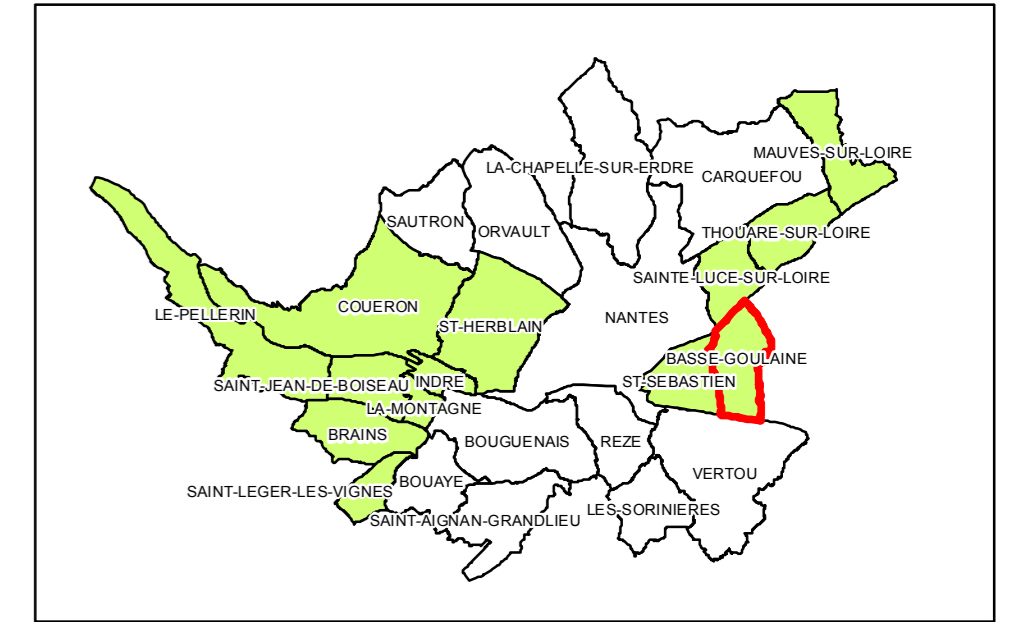 MAUVES-SUR-LOIRE
LA-CHAPELLE-SUR-ERDRE
CARQUEFOU
SAUTRON
ORVAULT
THOUARE-SUR-LOIRE
SAINTE-LUCE-SUR-LOIRE
COUERON
LE-PELLERIN
NANTES
ST-HERBLAIN
BASSE-GOULAINE
ST-SEBASTIEN
SAINT-JEAN-DE-BOISEAU
INDRE
LA-MONTAGNE
BRAINS
BOUGUENAIS
REZE
VERTOU
BOUAYE
SAINT-LEGER-LES-VIGNES
LES-SORINIERES
SAINT-AIGNAN-GRANDLIEU